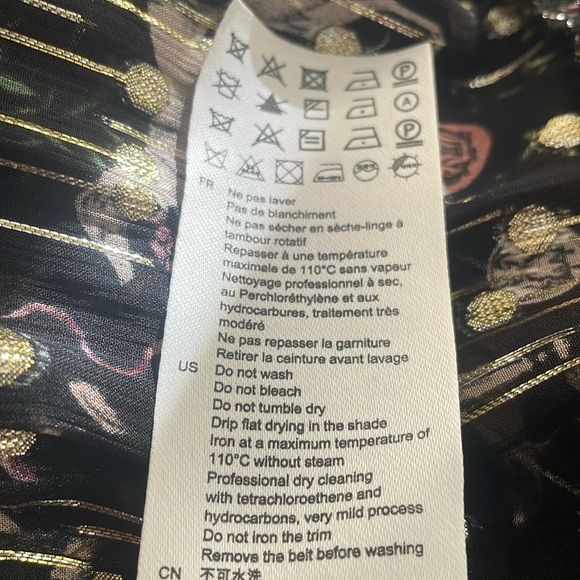 P
A
P
FR
Ne pas laver
Pas de blanchiment
Ne pas sécher en sèche-linge à
tambour rotatif
Repasser à une température
maximale de 110°C sans vapeur
Nettoyage professionnel à sec,
au Perchloréthylène et aux
hydrocarbures, traitement très
modéré
Ne pas repasser la garniture
Retirer la ceinture avant lavage
US Do not wash
Do not bleach
Do not tumble dry
Drip flat drying in the shade
Iron at a maximum temperature of
110°C without steam
Professional dry cleaning
with tetrachloroethene and
hydrocarbons, very mild process
Do not iron the trim
Remove the belt before washing
CN 不可水洗